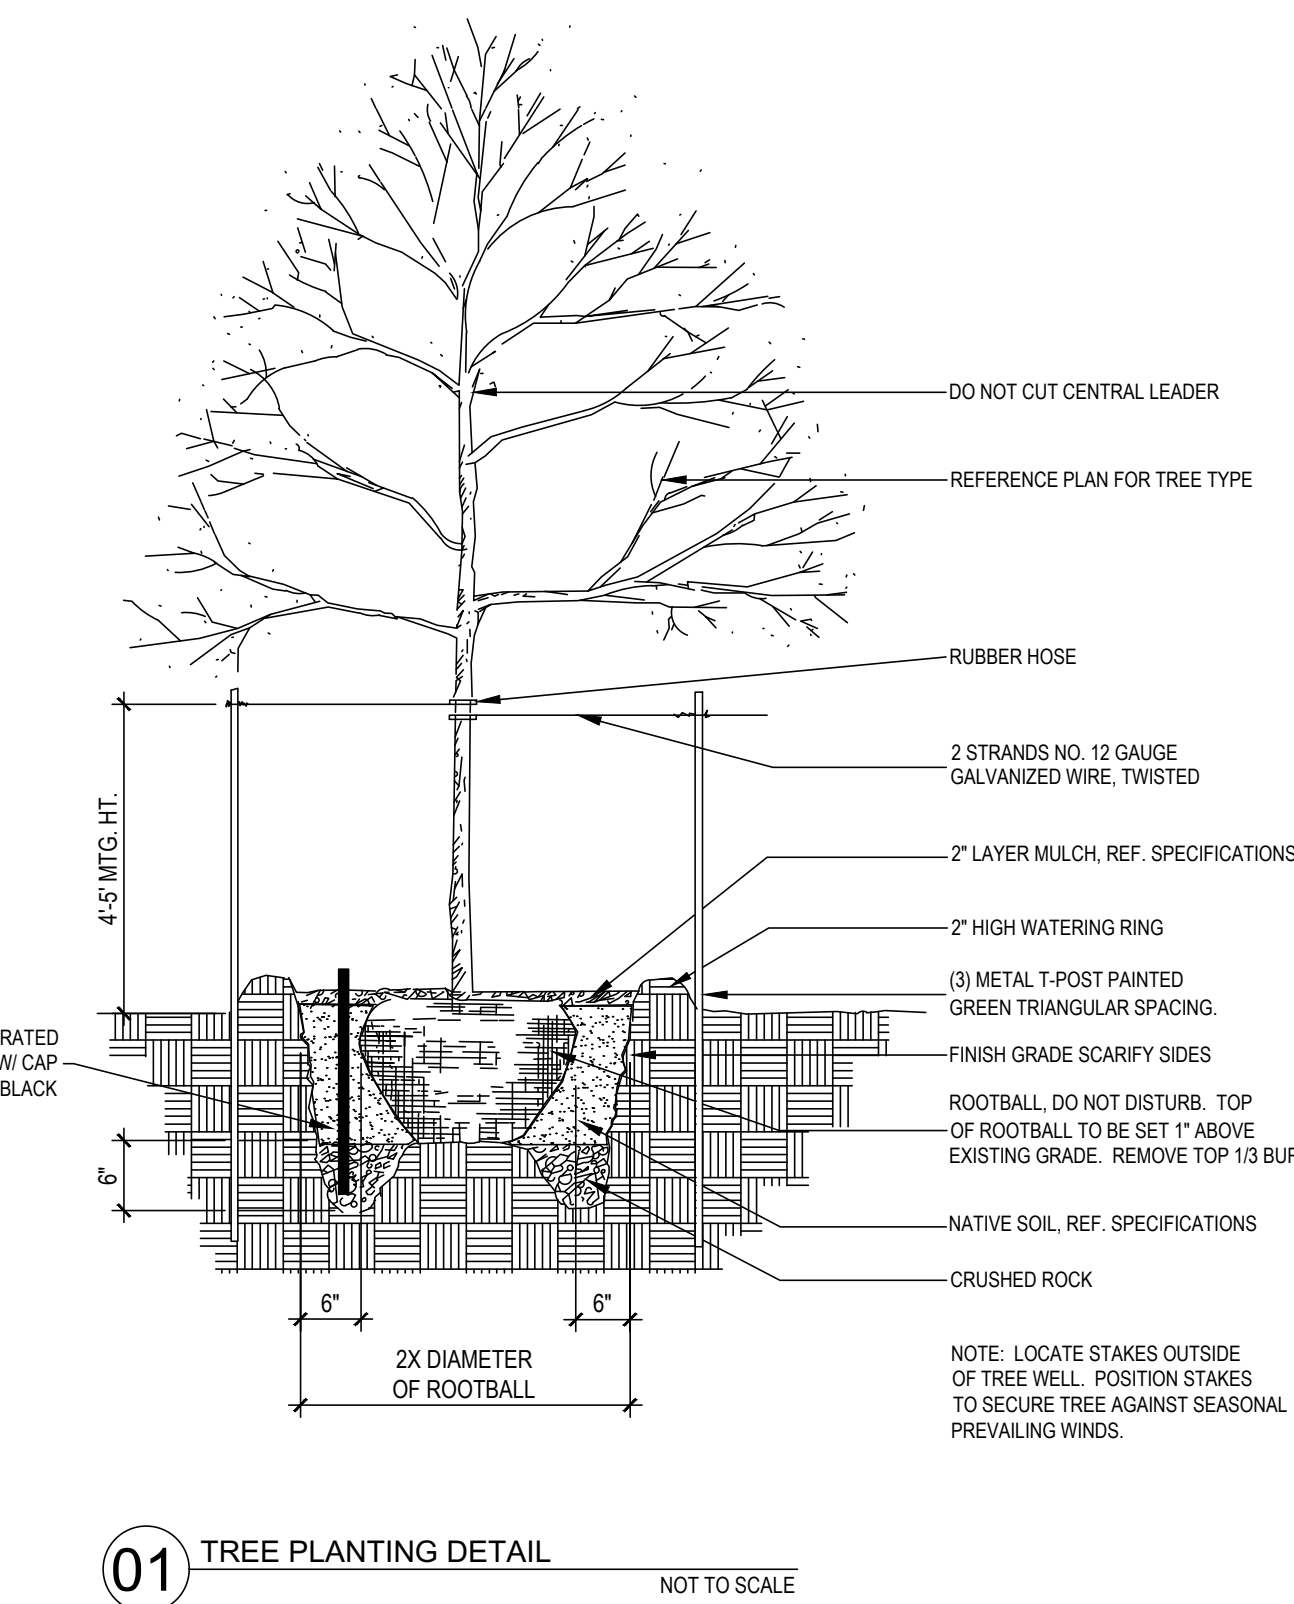 DO NOT CUT CENTRAL LEADER
REFERENCE PLAN FOR TREE TYPE
RUBBER HOSE
2 STRANDS NO. 12 GAUGE
GALVANIZED WIRE, TWISTED
4'-5' MTG. HT.
2" LAYER MULCH, REF. SPECIFICATIONS
2" HIGH WATERING RING
(3) METAL T-POST PAINTED
GREEN TRIANGULAR SPACING.
RATED
W/ CAP
BLACK
FINISH GRADE SCARIFY SIDES
ROOTBALL, DO NOT DISTURB. TOP
OF ROOTBALL TO BE SET 1" ABOVE
EXISTING GRADE. REMOVE TOP 1/3
6"
NATIVE SOIL, REF. SPECIFICATIONS
CRUSHED ROCK
6"
6"
2X DIAMETER
OF ROOTBALL
NOTE: LOCATE STAKES OUTSIDE
OF TREE WELL. POSITION STAKES
TO SECURE TREE AGAINST SEASONAL
PREVAILING WINDS.
01
TREE PLANTING DETAIL
NOT TO SCALE